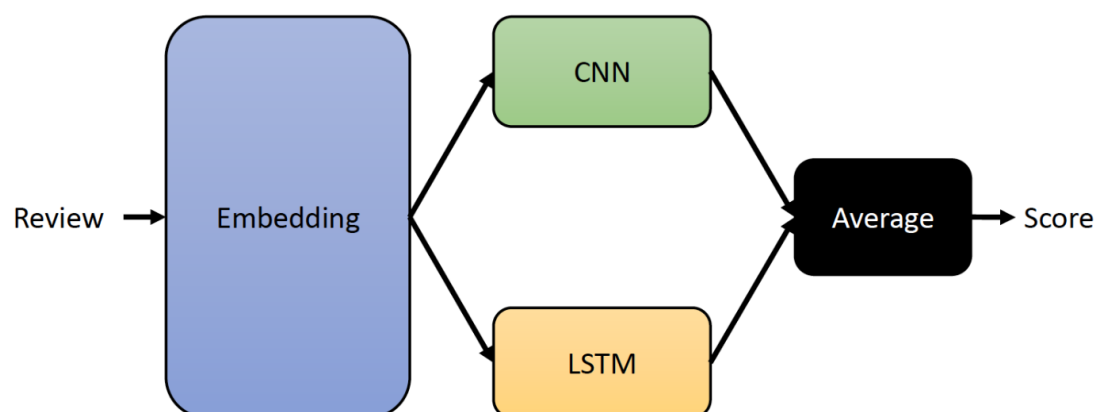 Review
Embedding
CNN
LSTM
Average
Score